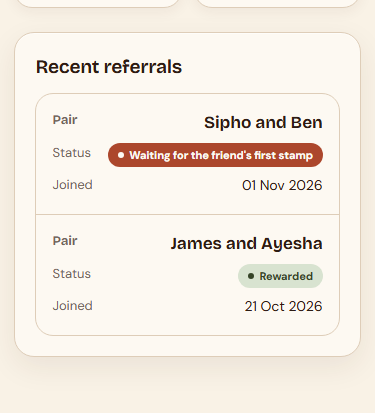 Recent referrals
Pair Sipho and Ben
Status Waiting for the friend's first stamp
Joined 01 Nov 2026
Pair James and Ayesha
Status Rewarded
Joined 21 Oct 2026